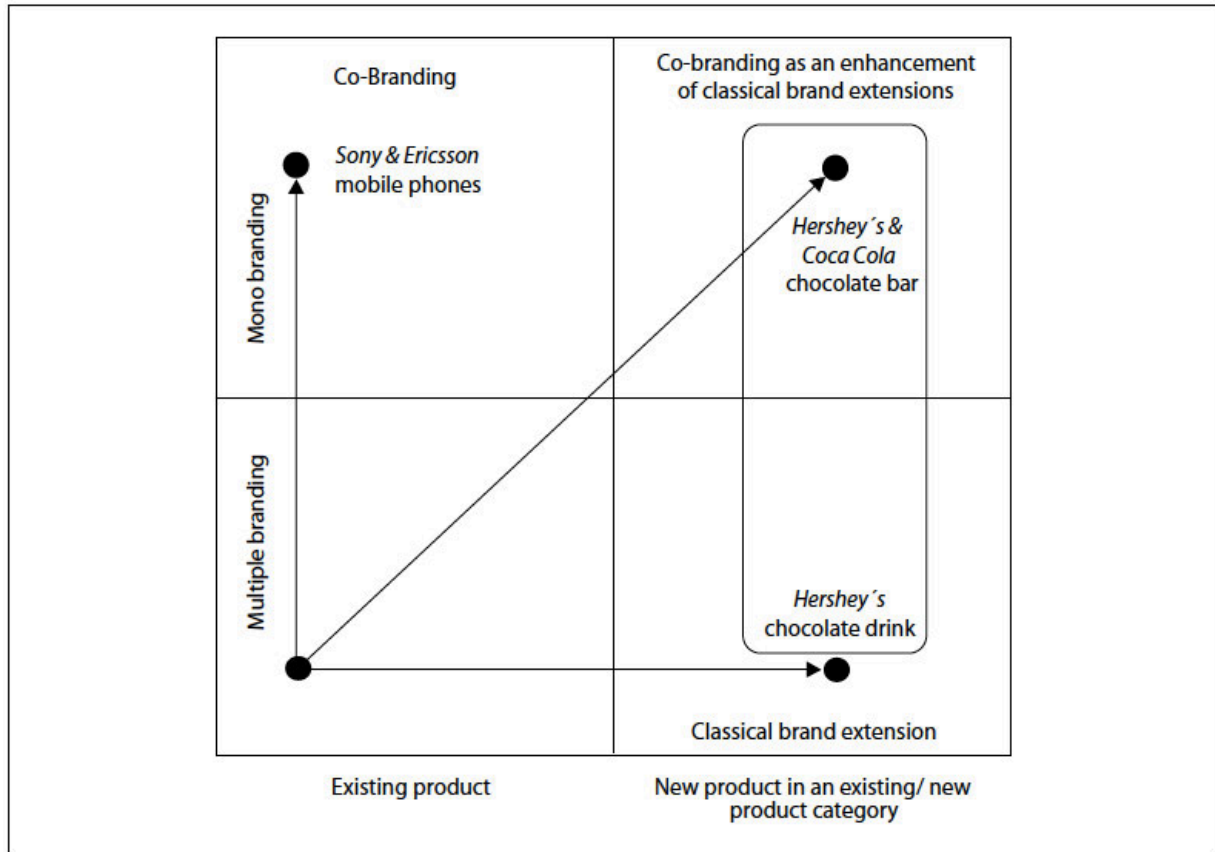 Co-Branding
Co-branding as an enhancement
of classical brand extensions
Sony & Ericsson
mobile phones
Hershey´s &
Coca Cola
chocolate bar
Mono branding
Multiple branding
Hershey´s
chocolate drink
Classical brand extension
Existing product
New product in an existing/ new
product category